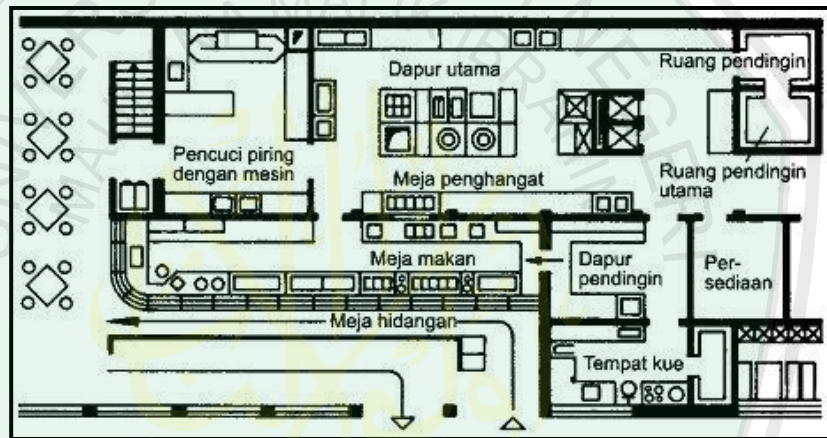 Dapur utama
Ruang pendingin
Pencuci piring
dengan mesin
Meja penghangat
Ruang pendingin
utama
Meja makan
Dapur
pendingin
Per-
sediaan
Meja hidangan
Tempat kue